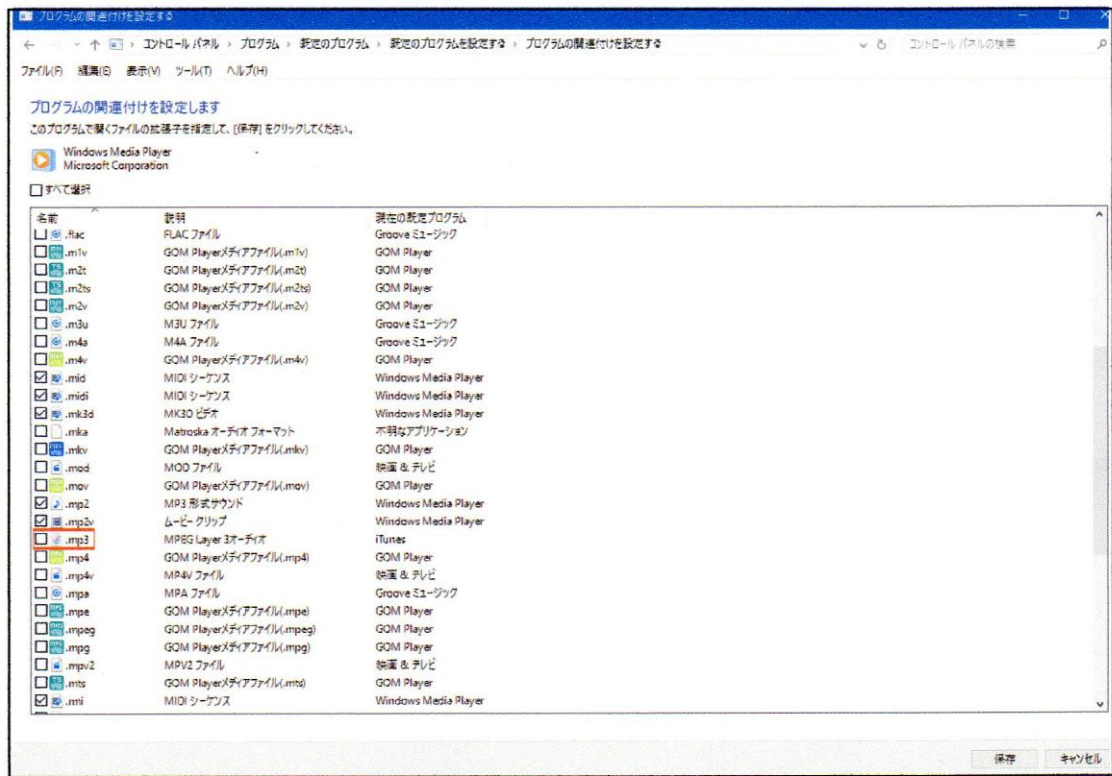 プログラムの関連付けを設定する
コントロール パネル › プログラム › 既定のプログラム › 既定のプログラムを設定する › プログラムの関連付けを設定する
コントロール パネルの検索
ファイル(F) 編集(E) 表示(V) ツール(T) ヘルプ(H)
プログラムの関連付けを設定します
このプログラムで開くファイルの拡張子を指定して、[保存] をクリックしてください。
Windows Media Player
Microsoft Corporation
すべて選択
名前 説明 現在の既定プログラム
.flac FLAC ファイル Groove ミュージック
.m1v GOM Playerメディアファイル(.m1v) GOM Player
.m2t GOM Playerメディアファイル(.m2t) GOM Player
.m2ts GOM Playerメディアファイル(.m2ts) GOM Player
.m2v GOM Playerメディアファイル(.m2v) GOM Player
.m3u M3U ファイル Groove ミュージック
.m4a M4A ファイル Groove ミュージック
.m4v GOM Playerメディアファイル(.m4v) GOM Player
.mid MIDI シーケンス Windows Media Player
.midi MIDI シーケンス Windows Media Player
.mk3d MK3D ビデオ Windows Media Player
.mka Matroska オーディオ フォーマット 不明なアプリケーション
.mkv GOM Playerメディアファイル(.mkv) GOM Player
.mod MOD ファイル 映画 & テレビ
.mov GOM Playerメディアファイル(.mov) GOM Player
.mp2 MP3 形式サウンド Windows Media Player
.mp2v ムービー クリップ Windows Media Player
.mp3 MPEG Layer 3オーディオ iTunes
.mp4 GOM Playerメディアファイル(.mp4) GOM Player
.mp4v MP4V ファイル 映画 & テレビ
.mpa MPA ファイル Groove ミュージック
.mpe GOM Playerメディアファイル(.mpe) GOM Player
.mpeg GOM Playerメディアファイル(.mpeg) GOM Player
.mpg GOM Playerメディアファイル(.mpg) GOM Player
.mpv2 MPV2 ファイル 映画 & テレビ
.mts GOM Playerメディアファイル(.mts) GOM Player
.rmi MIDI シーケンス Windows Media Player
保存 キャンセル